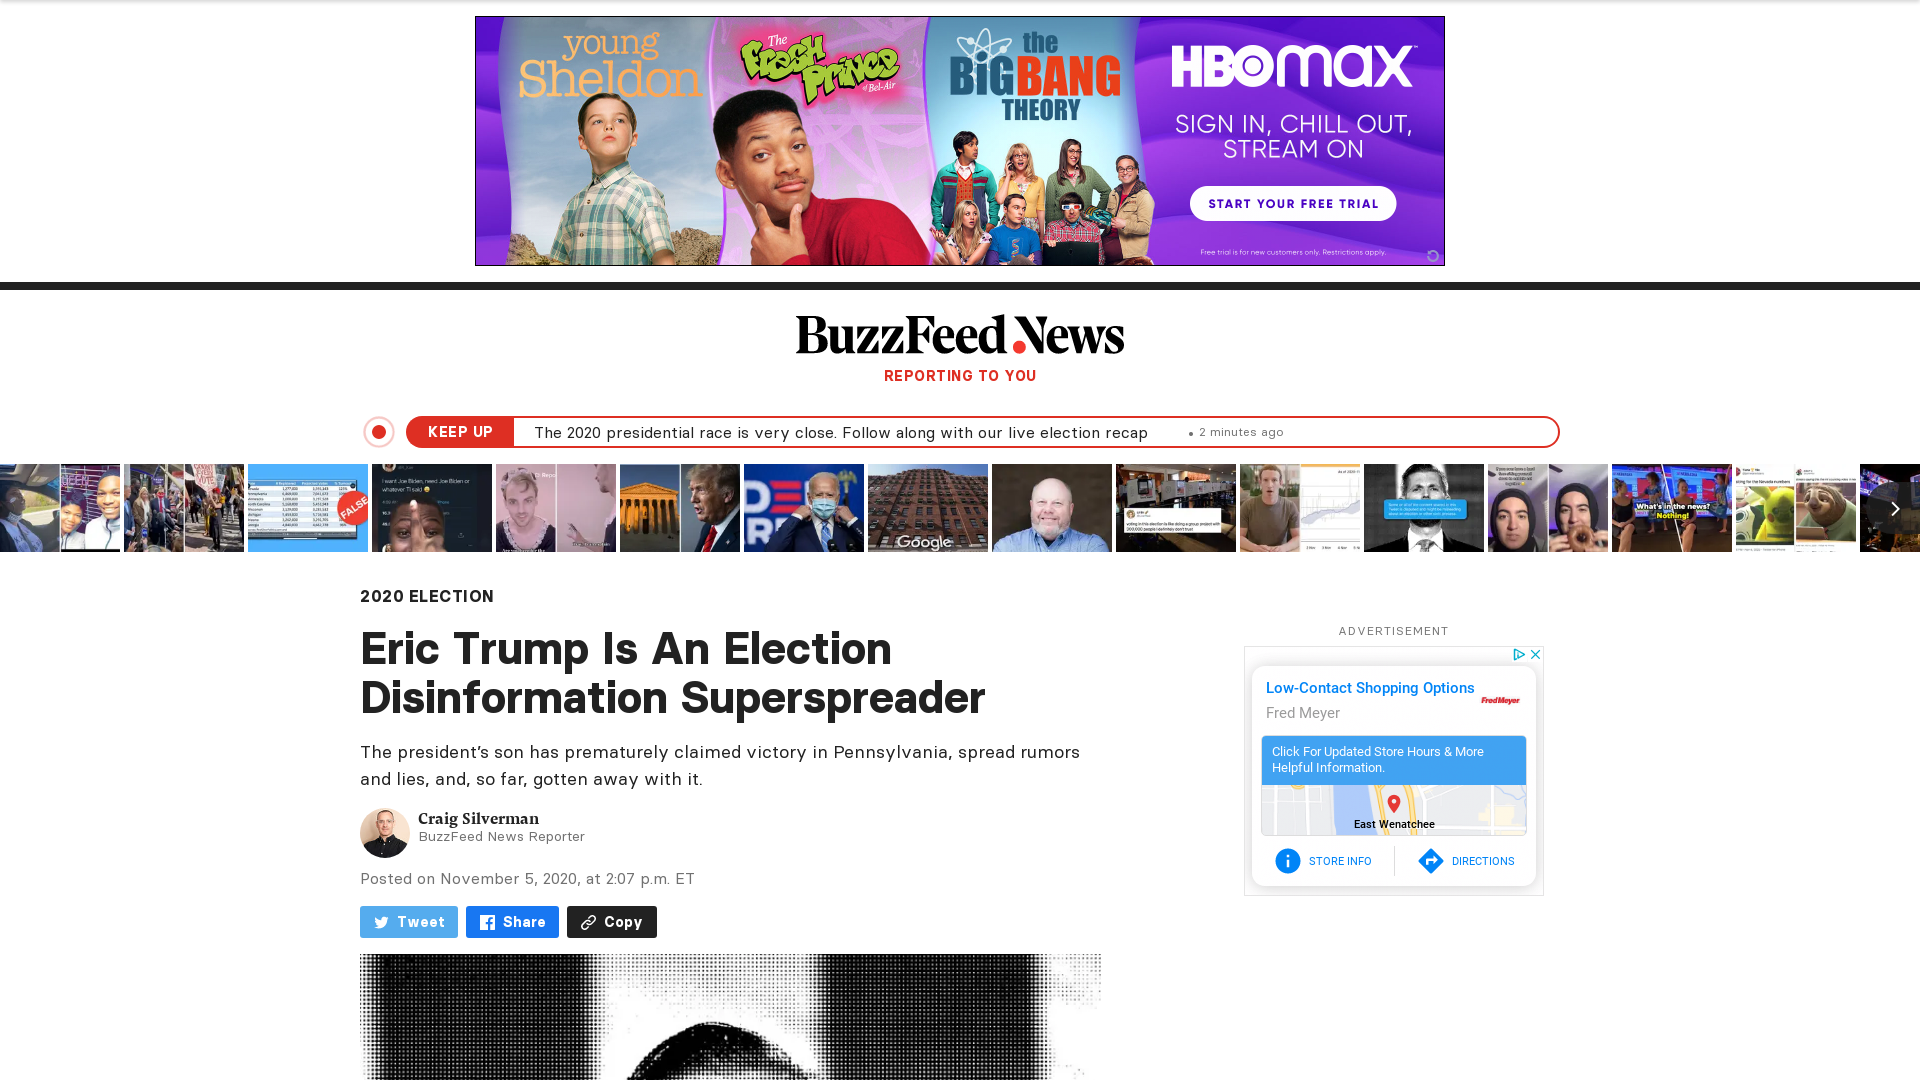 young
Sheldon
The
Fresh Prince
of Bel-Air
the
BIGBANG
THEORY
HBOmax
SIGN IN, CHILL OUT,
STREAM ON
START YOUR FREE TRIAL
Free trial is for new customers only. Restrictions apply.
BuzzFeed News
REPORTING TO YOU
KEEP UP
The 2020 presidential race is very close. Follow along with our live election recap
• 2 minutes ago
FALSE
Google
What's in the news?
Nothing!
2020 ELECTION
Eric Trump Is An Election
Disinformation Superspreader
The president’s son has prematurely claimed victory in Pennsylvania, spread rumors
and lies, and, so far, gotten away with it.
Craig Silverman
BuzzFeed News Reporter
Posted on November 5, 2020, at 2:07 p.m. ET
Tweet
Share
Copy
ADVERTISEMENT
Low-Contact Shopping Options
FredMeyer
Fred Meyer
Click For Updated Store Hours & More
Helpful Information.
East Wenatchee
STORE INFO
DIRECTIONS